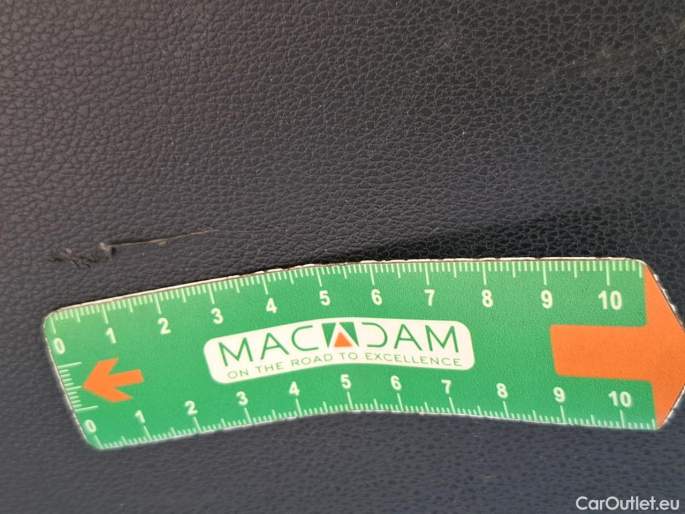 0 1 2 3 4 5 6 7 8 9 10
MACADAM
ON THE ROAD TO EXCELLENCE
0 1 2 3 4 5 6 7 8 9 10
CarOutlet.eu